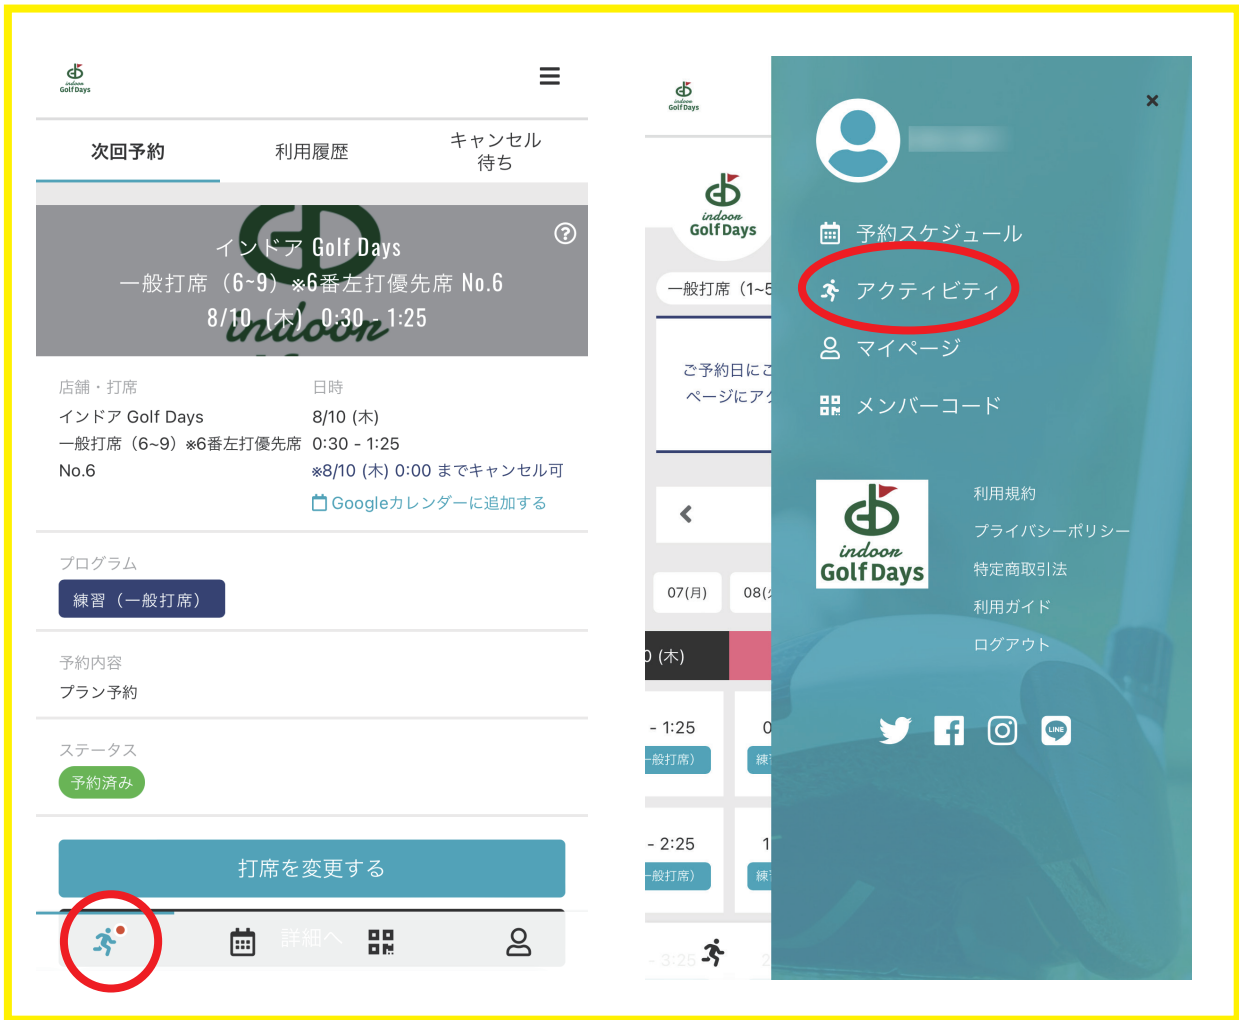 indoor
Golf Days
次回予約
利用履歴
キャンセル
待ち
インドア Golf Days
一般打席（6~9）※6番左打優先席 No.6
8/10（木） 0:30 - 1:25
indoor
店舗・打席
インドア Golf Days
一般打席（6~9）※6番左打優先席
No.6
日時
8/10 (木)
0:30 - 1:25
※8/10 (木) 0:00 までキャンセル可
Googleカレンダーに追加する
プログラム
練習（一般打席）
予約内容
プラン予約
ステータス
予約済み
打席を変更する
詳細へ
indoor
Golf Days
indoor
Golf Days
一般打席（1~5
ご予約日にこ
ページにアク
07(月)
08(
0 (木)
- 1:25
一般打席）
0
練
- 2:25
一般打席）
1
練
- 3:25
2
×
予約スケジュール
アクティビティ
マイページ
メンバーコード
indoor
Golf Days
利用規約
プライバシーポリシー
特定商取引法
利用ガイド
ログアウト
LINE